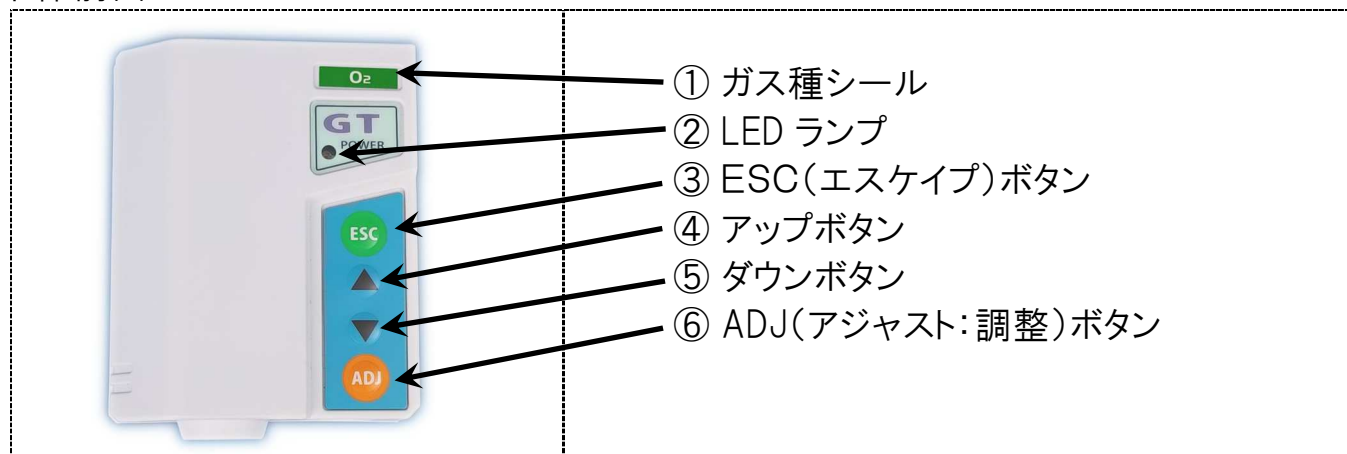 O₂
GT
POWER
ESC
▲
▼
ADJ
① ガス種シール
② LED ランプ
③ ESC(エスケイプ)ボタン
④ アップボタン
⑤ ダウンボタン
⑥ ADJ(アジャスト:調整)ボタン